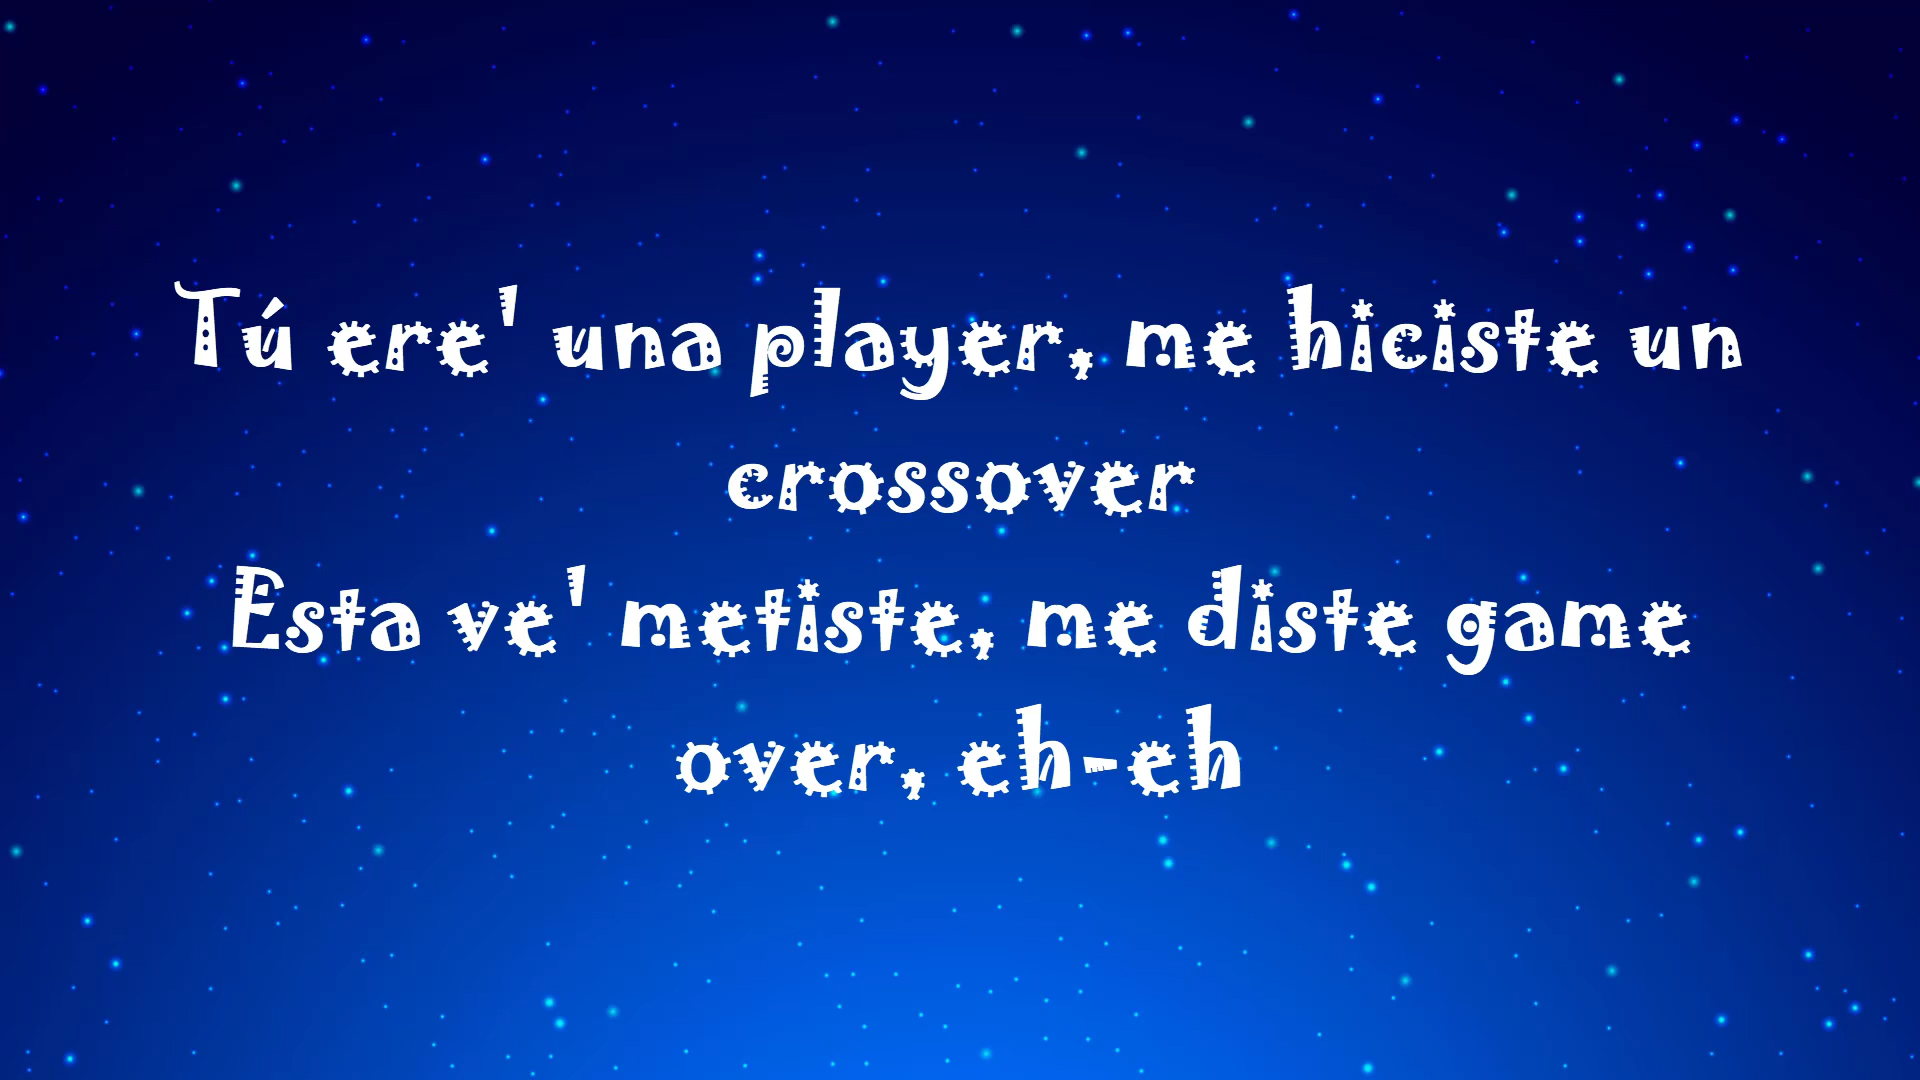 Tú ere' una player, me hiciste un
crossover
Esta ve' metiste, me diste game
over, eh-eh